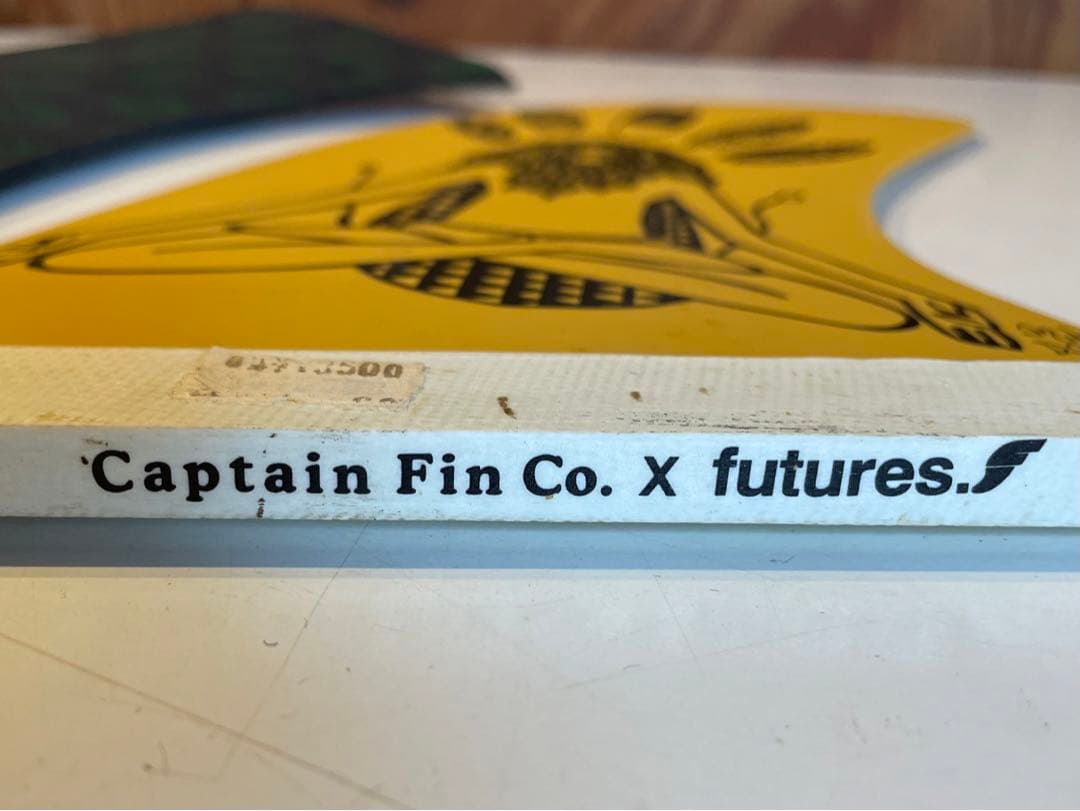 Captain Fin Co. X futures.